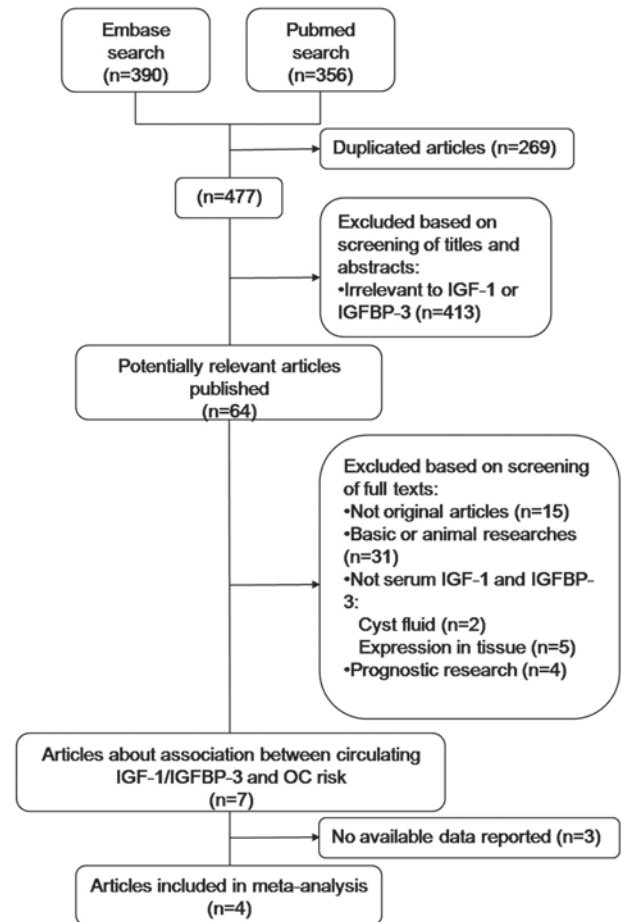 Embase
search
(n=390)
Pubmed
search
(n=356)
Duplicated articles (n=269)
(n=477)
Excluded based on
screening of titles and
abstracts:
•Irrelevant to IGF-1 or
IGFBP-3 (n=413)
Potentially relevant articles
published
(n=64)
Excluded based on screening
of full texts:
•Not original articles (n=15)
•Basic or animal researches
(n=31)
•Not serum IGF-1 and IGFBP-
3:
Cyst fluid (n=2)
Expression in tissue (n=5)
•Prognostic research (n=4)
Articles about association between circulating
IGF-1/IGFBP-3 and OC risk
(n=7)
No available data reported (n=3)
Articles included in meta-analysis
(n=4)